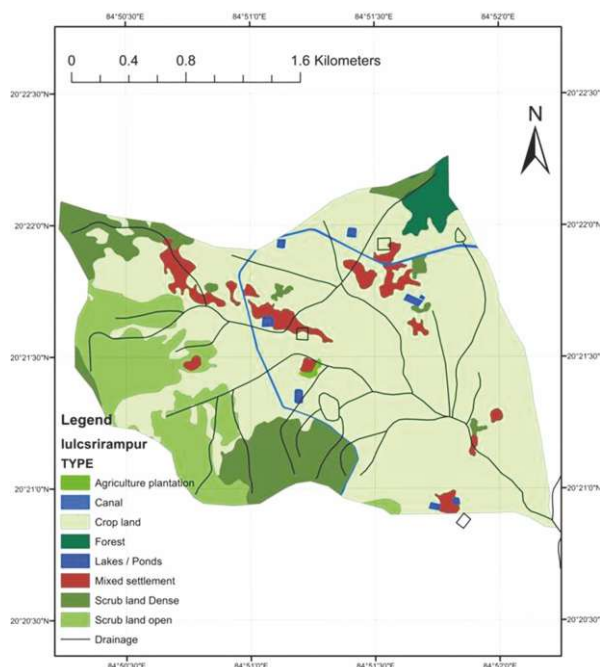 84°50'30"E 84°51'0"E 84°51'30"E 84°52'0"E
0 0.4 0.8 1.6 Kilometers
20°22'30"N 20°22'30"N
N
20°22'0"N 20°22'0"N
20°21'30"N 20°21'30"N
Legend
lulcsrirampur
TYPE
Agriculture plantation
Canal
Crop land
Forest
Lakes / Ponds
Mixed settlement
Scrub land Dense
Scrub land open
Drainage
20°21'0"N 20°21'0"N
20°20'30"N 20°20'30"N
84°50'30"E 84°51'0"E 84°51'30"E 84°52'0"E